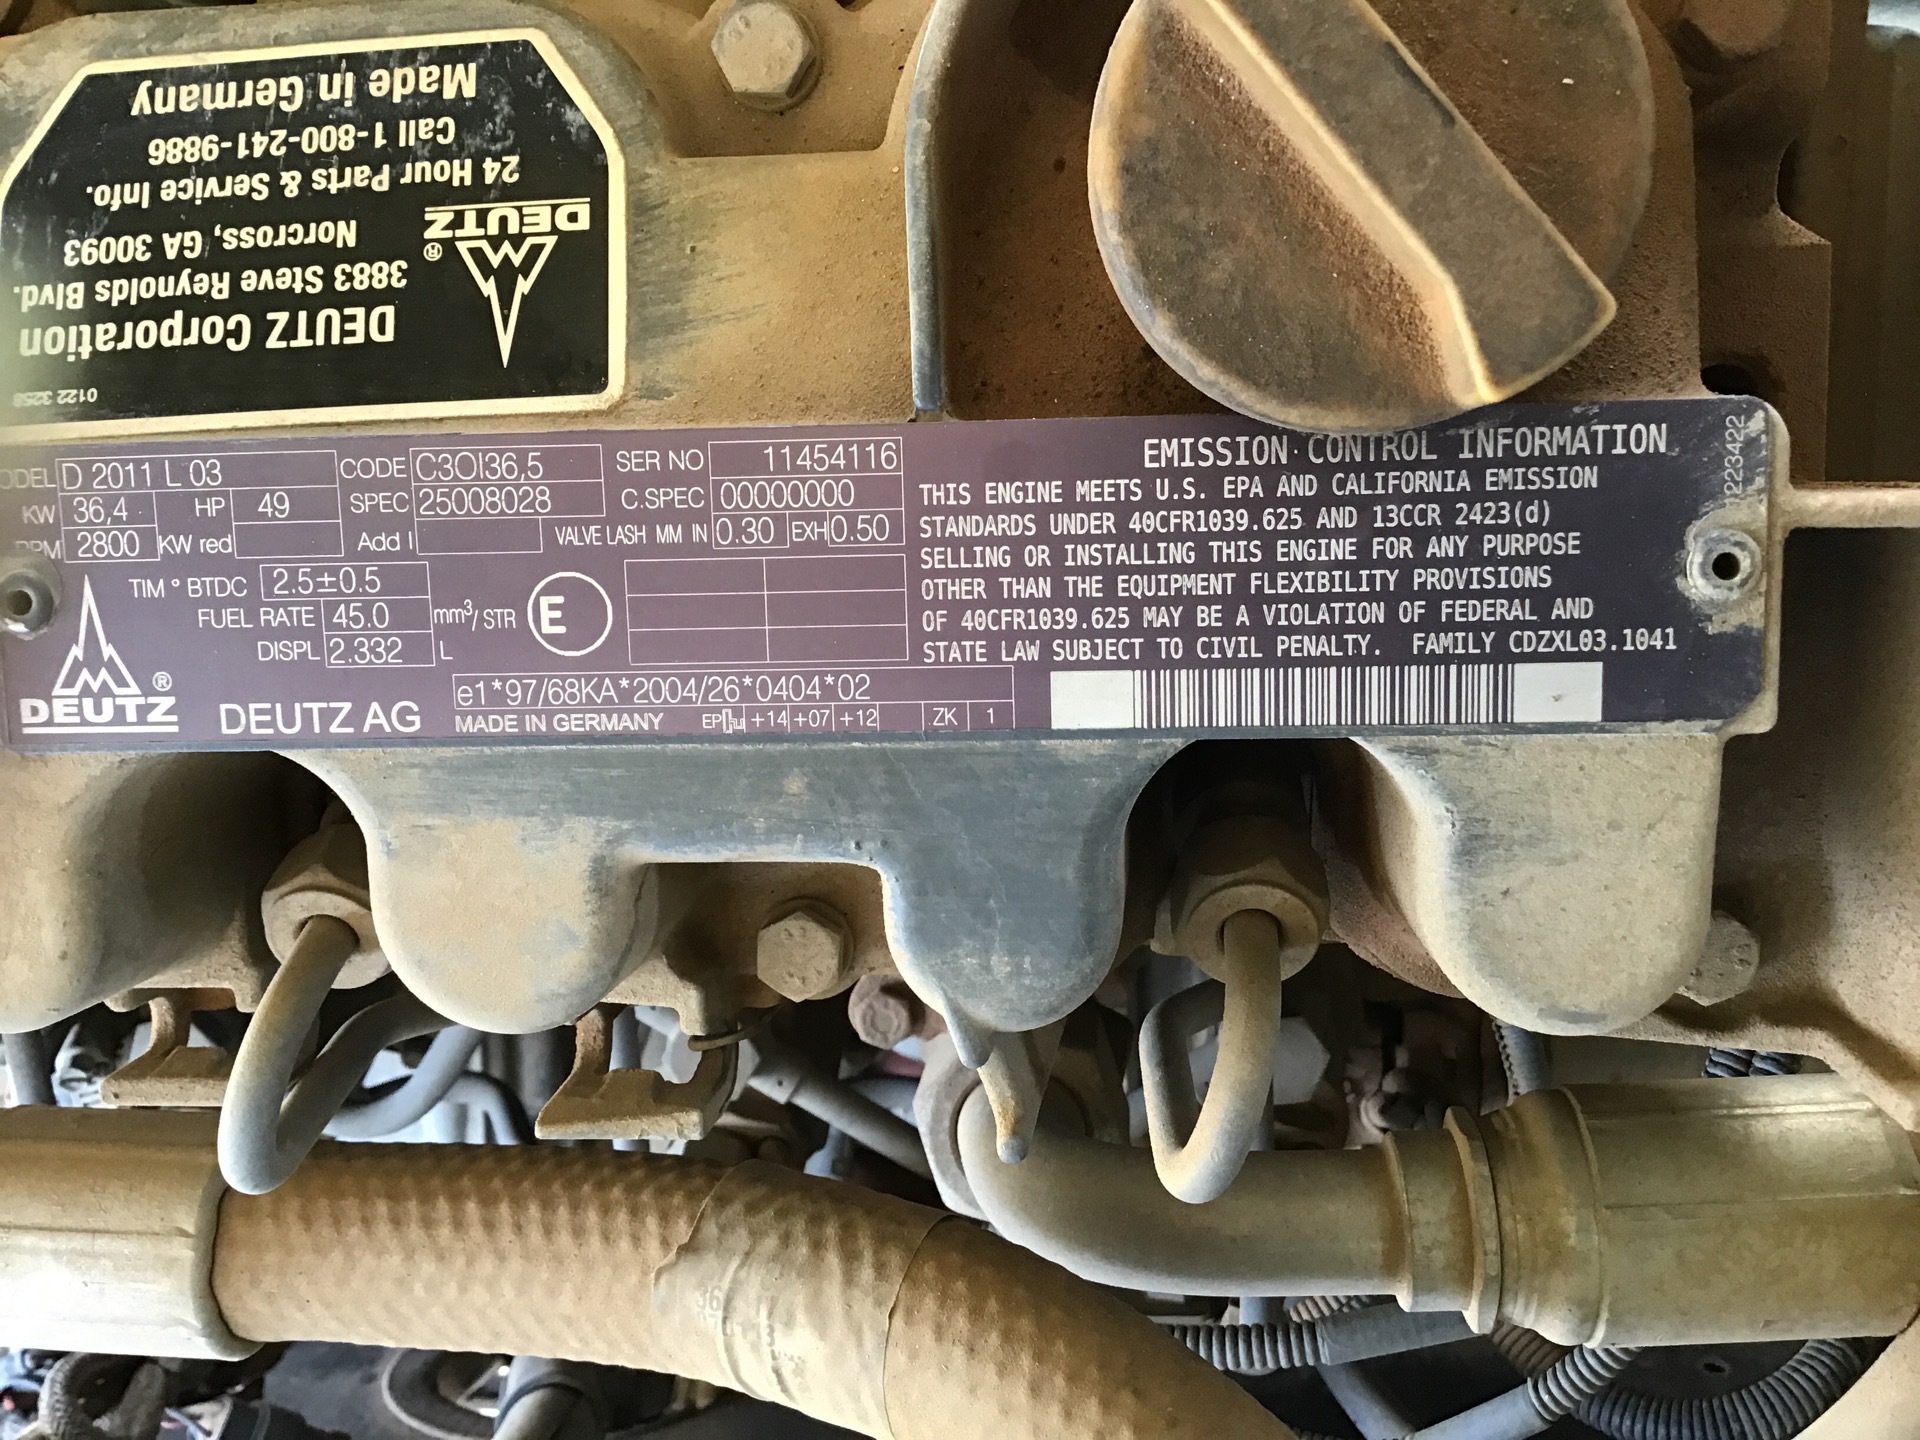 DEUTZ Corporation
3883 Steve Reynolds Blvd.
Norcross, GA 30093
24 Hour Parts & Service Info.
Call 1-800-241-9886
Made in Germany
DEUTZ ®
0122 3258
D 2011 L 03 CODE C3OI36,5 SER NO 11454116
KW 36,4 HP 49 SPEC 25008028 C.SPEC 00000000
2800 KW red Add I VALVE LASH MM IN 0.30 EXH 0.50
TIM ° BTDC 2.5±0.5
FUEL RATE 45.0 mm³/STR E
DISPL 2.332 L
DEUTZ ®
DEUTZ AG
e1*97/68KA*2004/26*0404*02
MADE IN GERMANY +14 +07 +12 ZK 1
EMISSION CONTROL INFORMATION
THIS ENGINE MEETS U.S. EPA AND CALIFORNIA EMISSION
STANDARDS UNDER 40CFR1039.625 AND 13CCR 2423(d)
SELLING OR INSTALLING THIS ENGINE FOR ANY PURPOSE
OTHER THAN THE EQUIPMENT FLEXIBILITY PROVISIONS
OF 40CFR1039.625 MAY BE A VIOLATION OF FEDERAL AND
STATE LAW SUBJECT TO CIVIL PENALTY. FAMILY CDZXL03.1041